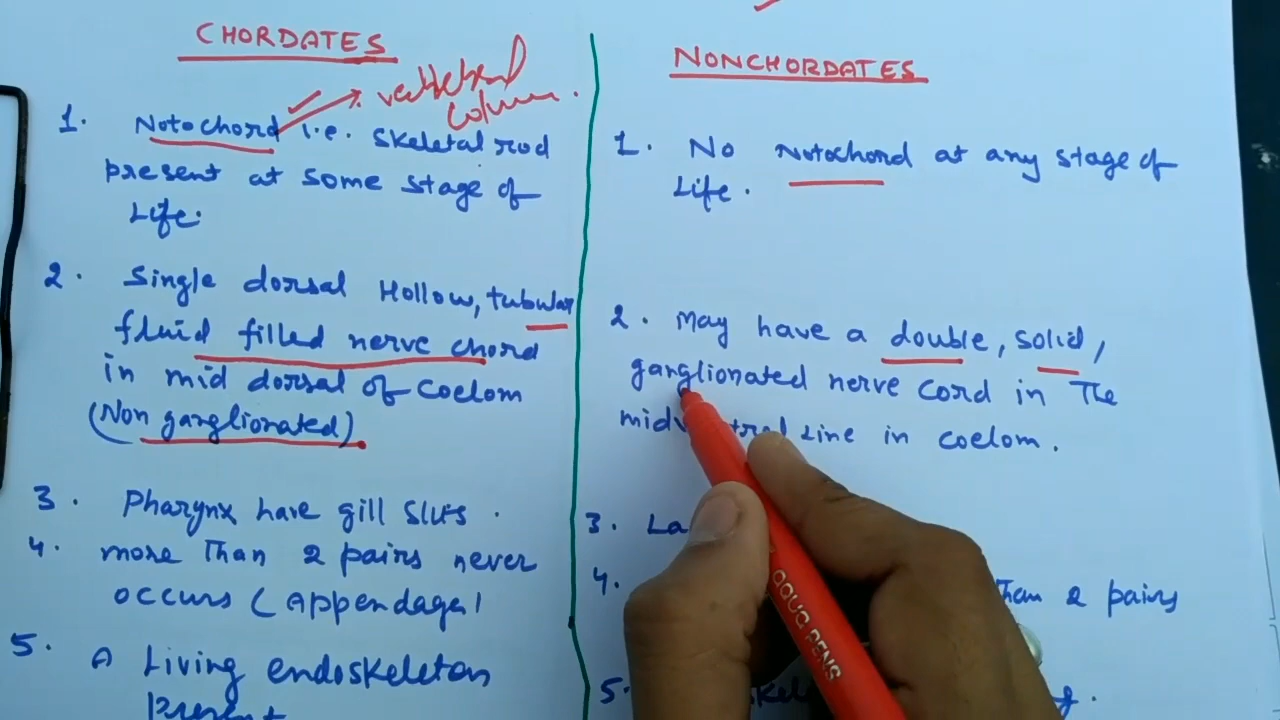 CHORDATES
vertebral
column.
1. Notochord i.e. skeletal rod
present at some stage of
Life.
2. Single dorsal Hollow, tubular
fluid filled nerve chord
in mid dorsal of coelom
(Non ganglionated)
3. Pharynx have gill slits.
4. more Than 2 pairs never
occurs (Appendage)
5. A Living endoskeleton
Present
NONCHORDATES
1. No Notochord at any stage of
Life.
2. May have a double, solid,
ganglionated nerve cord in The
Line in coelom.
3.
4. 2 pairs
5.
DOUG PENS